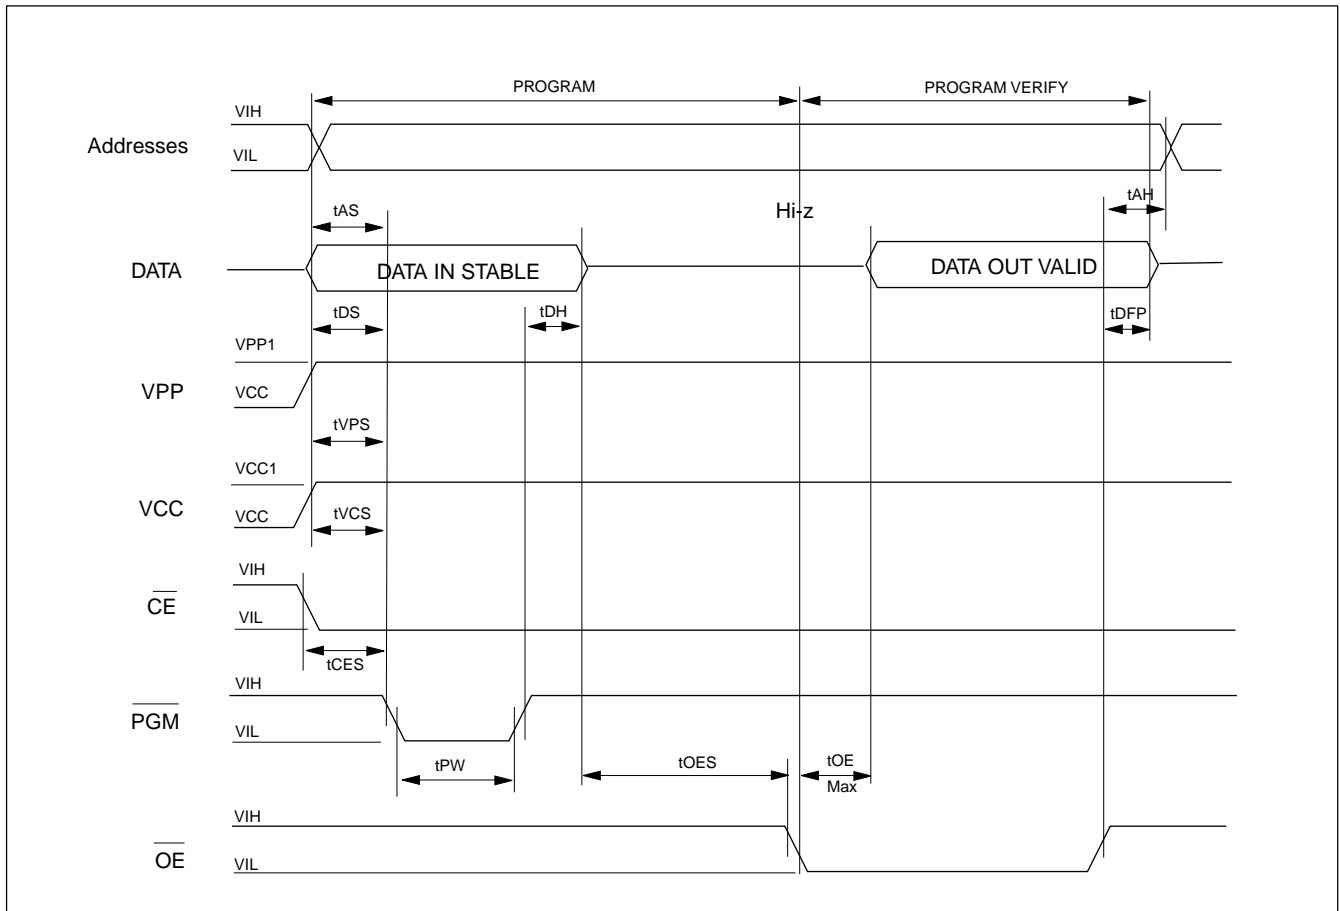 PROGRAM
PROGRAM VERIFY
Addresses
VIH
VIL
tAS
Hi-z
tAH
DATA
DATA IN STABLE
DATA OUT VALID
tDS
tDH
tDFP
VPP
VPP1
VCC
tVPS
VCC
VCC1
VCC
tVCS
CE
VIH
VIL
tCES
PGM
VIH
VIL
tPW
tOES
tOE
Max
OE
VIH
VIL